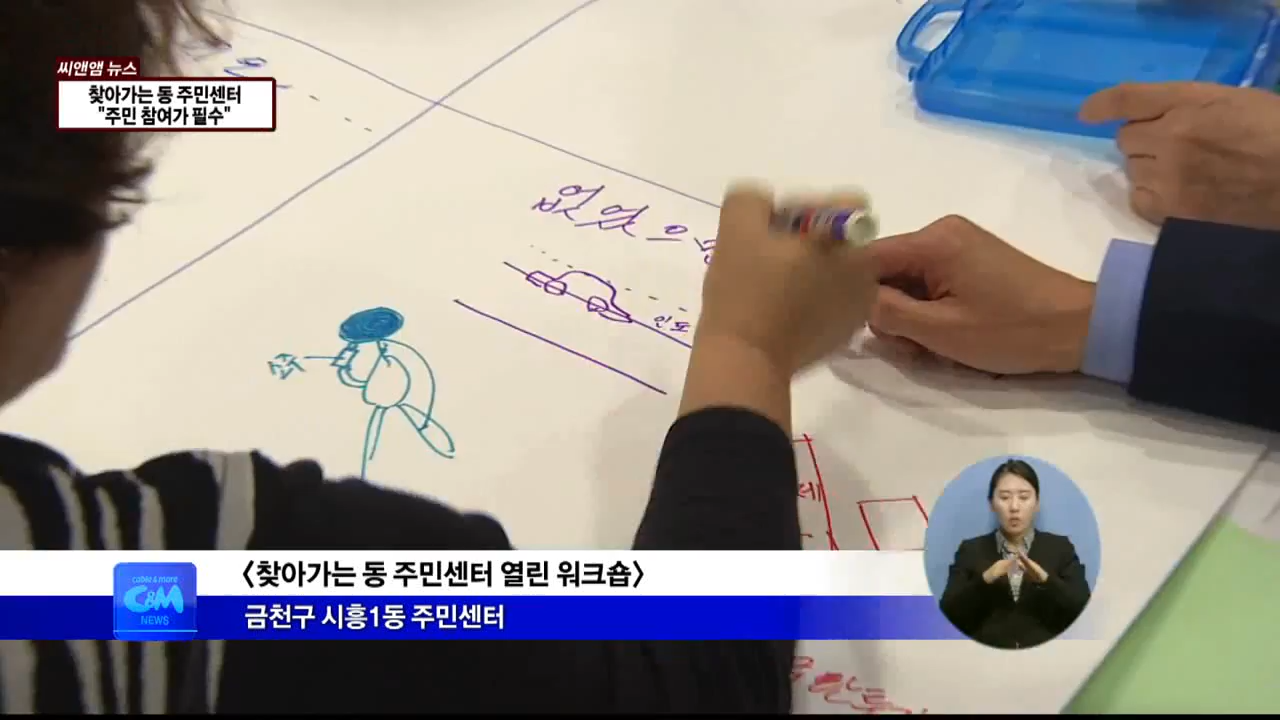 씨앤앰 뉴스
찾아가는 동 주민센터
"주민 참여가 필수"
없었으면
인도
제
cable & more
C&M
NEWS
〈찾아가는 동 주민센터 열린 워크숍〉
금천구 시흥1동 주민센터